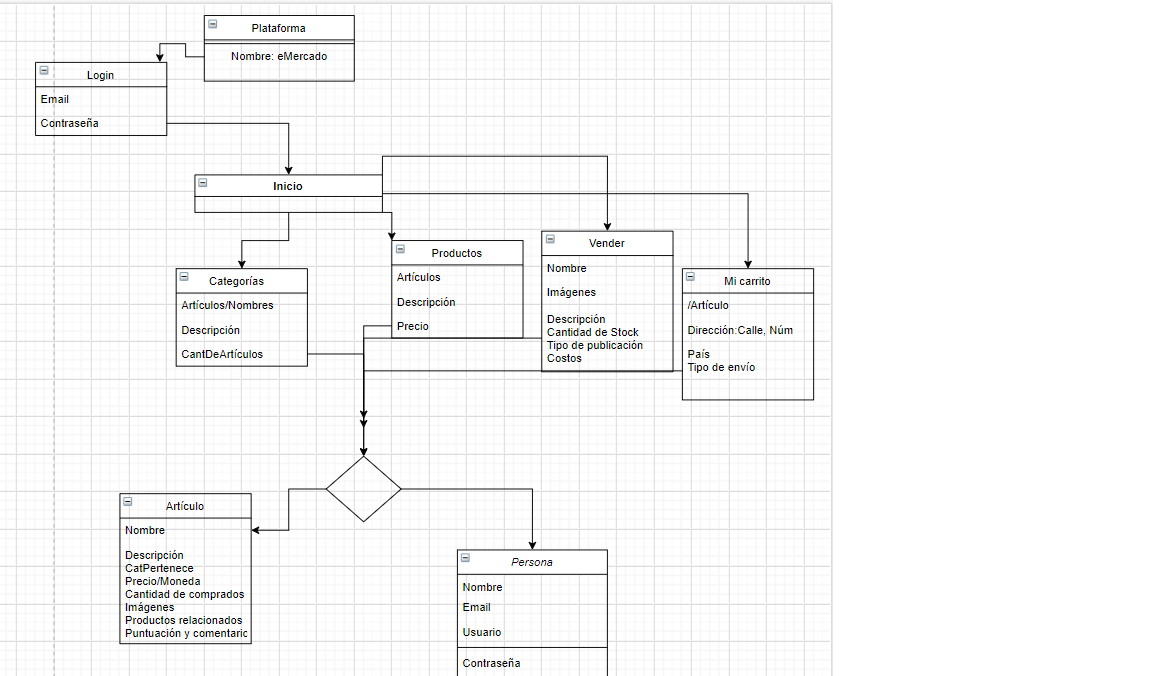 Plataforma
Nombre: eMercado
Login
Email
Contraseña
Inicio
Categorías
Artículos/Nombres
Descripción
CantDeArtículos
Productos
Artículos
Descripción
Precio
Vender
Nombre
Imágenes
Descripción
Cantidad de Stock
Tipo de publicación
Costos
Mi carrito
/Artículo
Dirección:Calle, Núm
País
Tipo de envío
Artículo
Nombre
Descripción
CatPertenece
Precio/Moneda
Cantidad de comprados
Imágenes
Productos relacionados
Puntuación y comentaric
Persona
Nombre
Email
Usuario
Contraseña